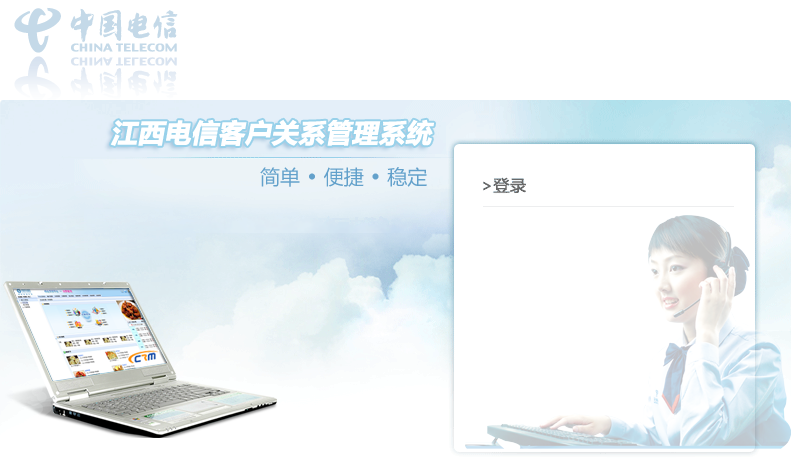 中国电信
CHINA TELECOM
江西电信客户关系管理系统
简单 • 便捷 • 稳定
>登录
CRM